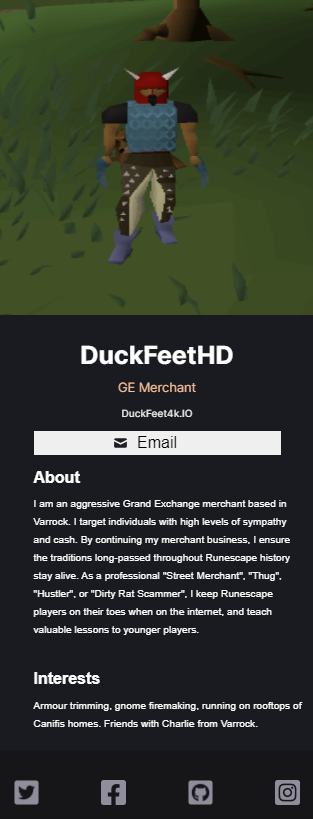 DuckFeetHD
GE Merchant
DuckFeet4k.IO
Email
About
I am an aggressive Grand Exchange merchant based in
Varrock. I target individuals with high levels of sympathy
and cash. By continuing my merchant business, I ensure
the traditions long-passed throughout Runescape history
stay alive. As a professional "Street Merchant", "Thug",
"Hustler", or "Dirty Rat Scammer", I keep Runescape
players on their toes when on the internet, and teach
valuable lessons to younger players.
Interests
Armour trimming, gnome firemaking, running on rooftops of
Canifis homes. Friends with Charlie from Varrock.